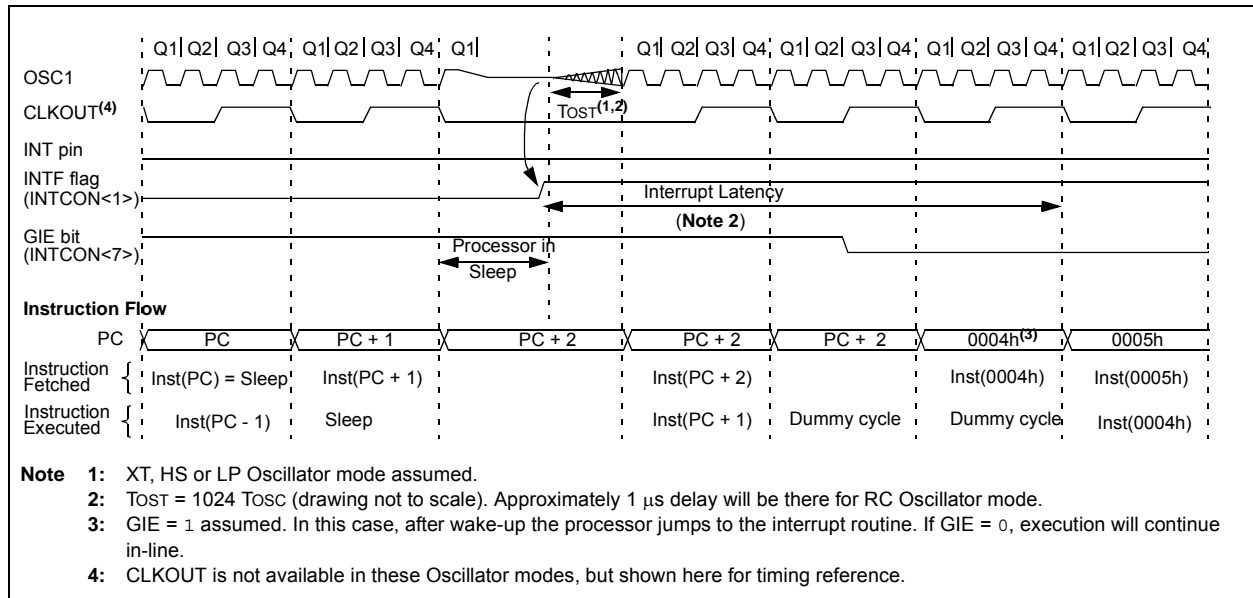 Q1 Q2 Q3 Q4 Q1 Q2 Q3 Q4 Q1 Q1 Q2 Q3 Q4 Q1 Q2 Q3 Q4 Q1 Q2 Q3 Q4 Q1 Q2 Q3 Q4
OSC1
CLKOUT(4)
TOST(1,2)
INT pin
INTF flag
(INTCON<1>)
Interrupt Latency
(Note 2)
GIE bit
(INTCON<7>)
Processor in
Sleep
Instruction Flow
PC PC PC + 1 PC + 2 PC + 2 PC + 2 0004h(3) 0005h
Instruction
Fetched { Inst(PC) = Sleep Inst(PC + 1) Inst(PC + 2) Inst(0004h) Inst(0005h)
Instruction
Executed { Inst(PC - 1) Sleep Inst(PC + 1) Dummy cycle Dummy cycle Inst(0004h)
Note 1: XT, HS or LP Oscillator mode assumed.
2: TOST = 1024 TOSC (drawing not to scale). Approximately 1 μs delay will be there for RC Oscillator mode.
3: GIE = 1 assumed. In this case, after wake-up the processor jumps to the interrupt routine. If GIE = 0, execution will continue
in-line.
4: CLKOUT is not available in these Oscillator modes, but shown here for timing reference.